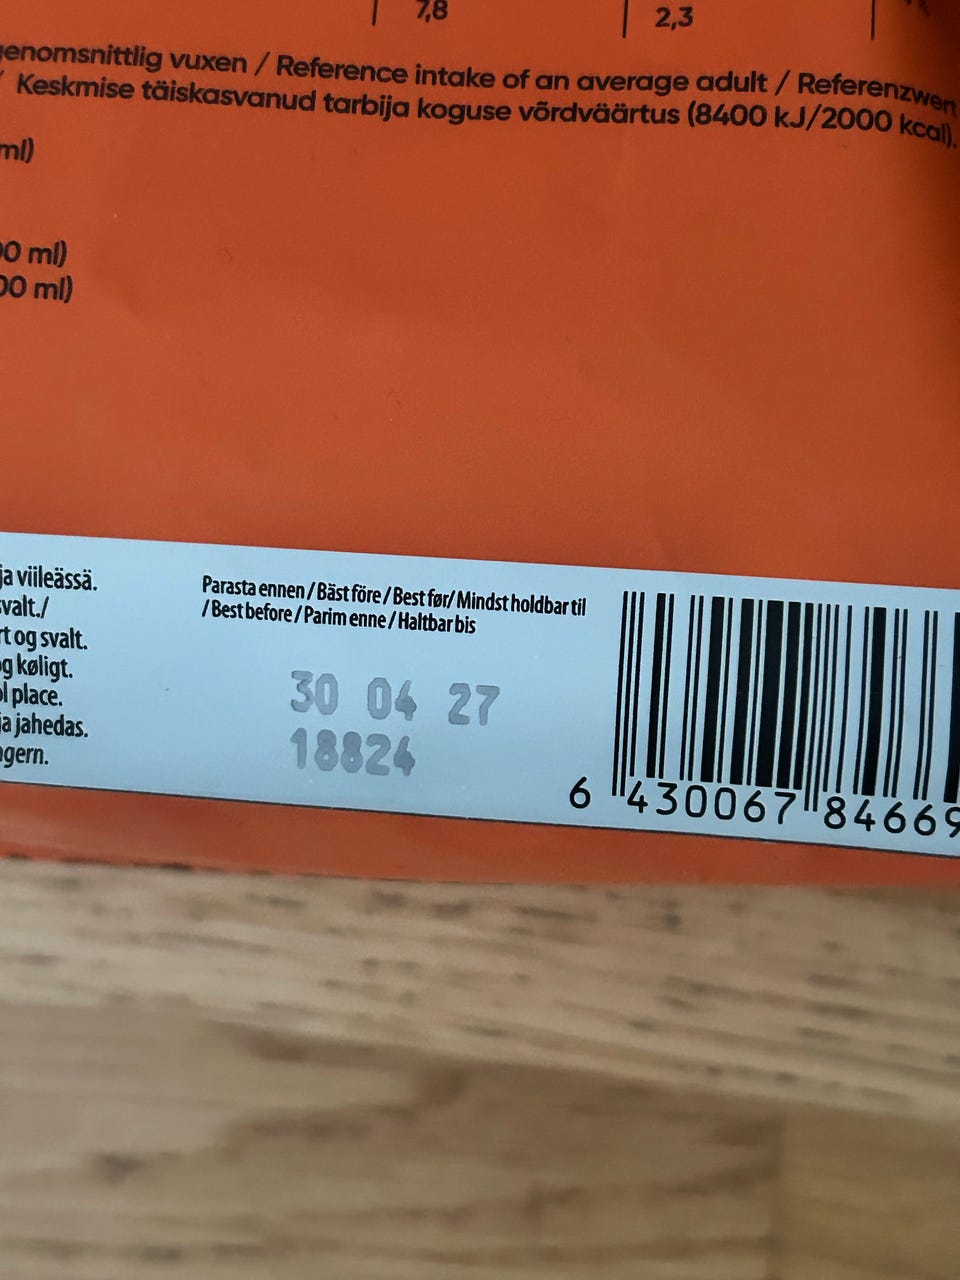 7,8
2,3
genomsnittlig vuxen / Reference intake of an average adult / Referenzwert
/ Keskmise täiskasvanud tarbija koguse võrdväärtus (8400 kJ/2000 kcal).
ml)
00 ml)
00 ml)
ja viileässä.
svalt./
rt og svalt.
og køligt.
ol place.
ja jahedas.
agern.
Parasta ennen / Bäst före / Best før/ Mindst holdbar til
/ Best before / Parim enne / Haltbar bis
30 04 27
18824
6 430067 84669